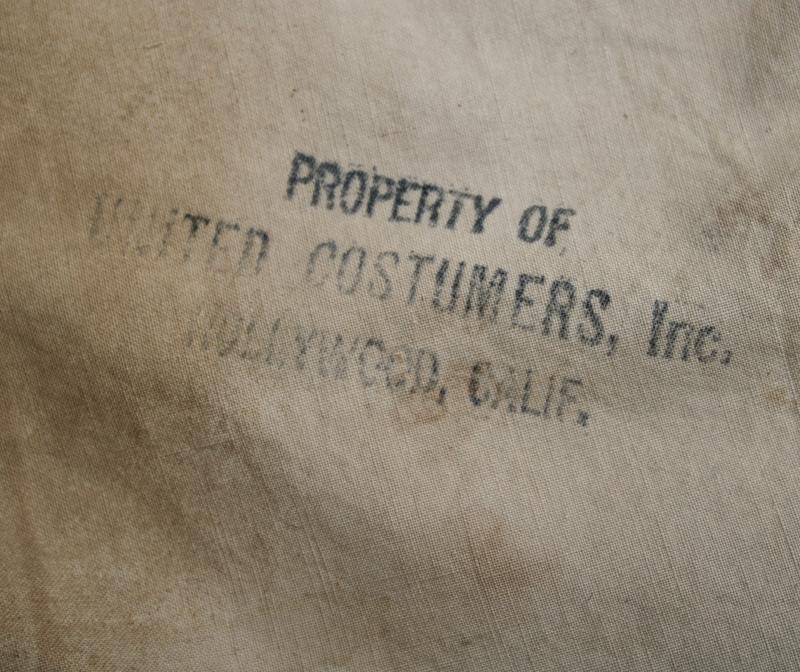 PROPERTY OF
UNITED COSTUMERS, Inc.
HOLLYWOOD, CALIF.